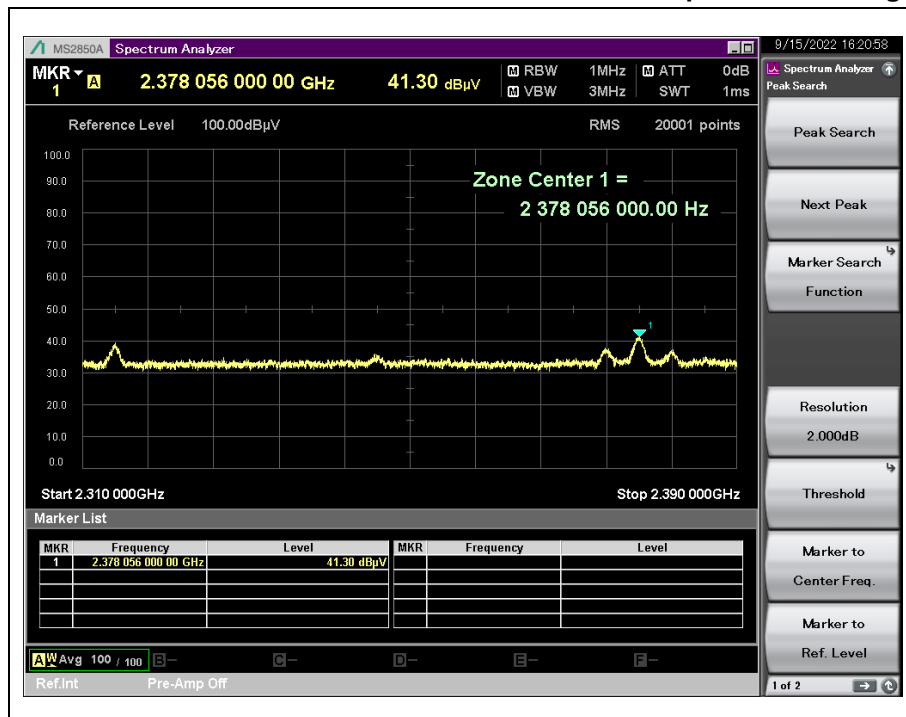 MS2850A Spectrum Analyzer
9/15/2022 16:20:58
MKR 1 A 2.378 056 000 00 GHz 41.30 dBµV
M RBW 1MHz M ATT 0dB
M VBW 3MHz SWT 1ms
Spectrum Analyzer
Peak Search
Reference Level 100.00dBµV RMS 20001 points
Zone Center 1 =
2 378 056 000.00 Hz
100.0
90.0
80.0
70.0
60.0
50.0
40.0
30.0
20.0
10.0
0.0
1
Start 2.310 000GHz Stop 2.390 000GHz
Marker List
MKR Frequency Level MKR Frequency Level
1 2.378 056 000 00 GHz 41.30 dBµV
A W Avg 100 / 100 B C D E F
Ref.Int Pre-Amp Off
Peak Search
Next Peak
Marker Search
Function
Resolution
2.000dB
Threshold
Marker to
Center Freq.
Marker to
Ref. Level
1 of 2